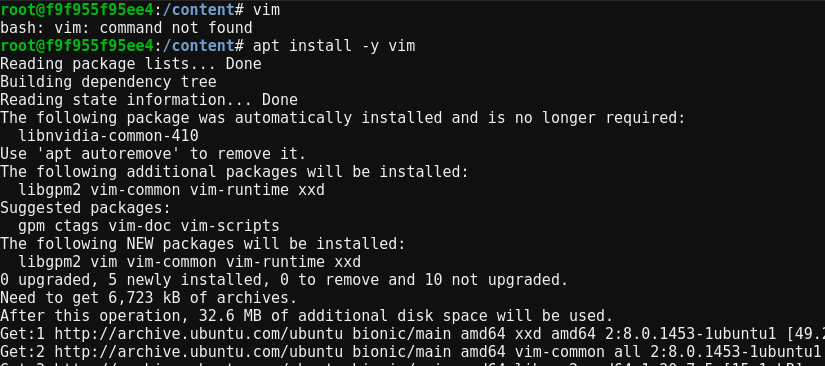 root@f9f955f95ee4:/content# vim
bash: vim: command not found
root@f9f955f95ee4:/content# apt install -y vim
Reading package lists... Done
Building dependency tree
Reading state information... Done
The following package was automatically installed and is no longer required:
  libnvidia-common-410
Use 'apt autoremove' to remove it.
The following additional packages will be installed:
  libgpm2 vim-common vim-runtime xxd
Suggested packages:
  gpm ctags vim-doc vim-scripts
The following NEW packages will be installed:
  libgpm2 vim vim-common vim-runtime xxd
0 upgraded, 5 newly installed, 0 to remove and 10 not upgraded.
Need to get 6,723 kB of archives.
After this operation, 32.6 MB of additional disk space will be used.
Get:1 http://archive.ubuntu.com/ubuntu bionic/main amd64 xxd amd64 2:8.0.1453-1ubuntu1 [49.2
Get:2 http://archive.ubuntu.com/ubuntu bionic/main amd64 vim-common all 2:8.0.1453-1ubuntu1